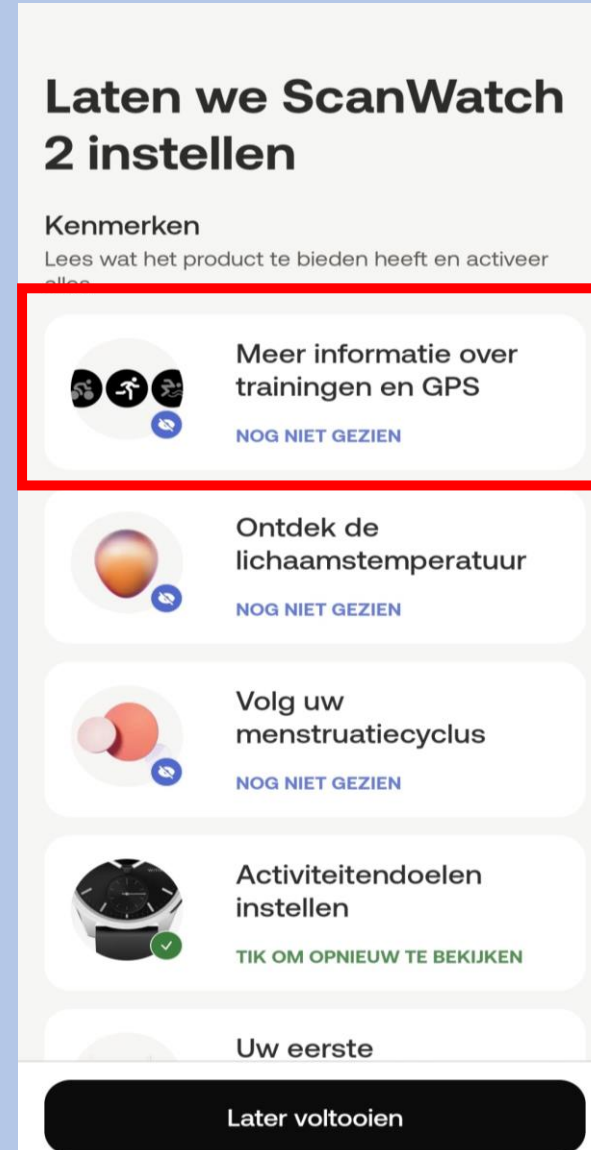 Laten we ScanWatch
2 instellen
Kenmerken
Lees wat het product te bieden heeft en activeer
alles
Meer informatie over
trainingen en GPS
NOG NIET GEZIEN
Ontdek de
lichaamstemperatuur
NOG NIET GEZIEN
Volg uw
menstruatiecyclus
NOG NIET GEZIEN
Activiteitendoelen
instellen
TIK OM OPNIEUW TE BEKIJKEN
Uw eerste
Later voltooien